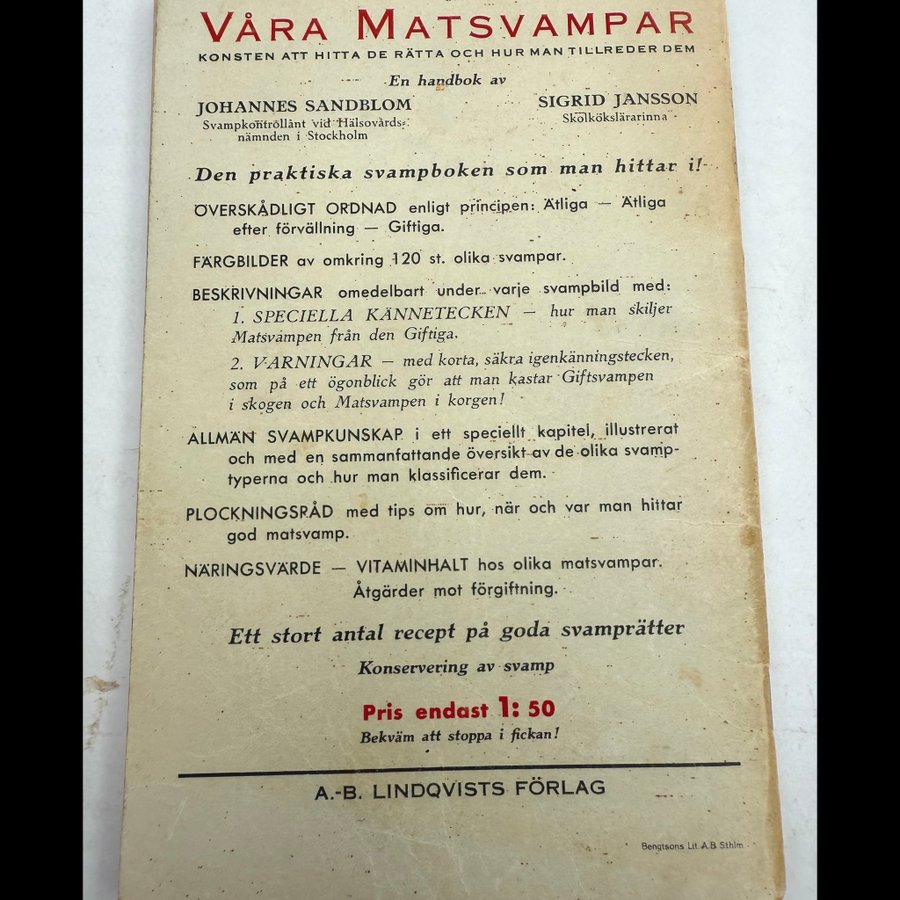 VÅRA MATSVAMPAR
KONSTEN ATT HITTA DE RÄTTA OCH HUR MAN TILLREDER DEM
En handbok av
JOHANNES SANDBLOM
Svampkontrollant vid Hälsovårds-
nämnden i Stockholm
SIGRID JANSSON
Skolkökslärarinna
Den praktiska svampboken som man hittar i!
ÖVERSKÅDLIGT ORDNAD enligt principen: Ätliga — Ätliga
efter förvällning — Giftiga.
FÄRGBILDER av omkring 120 st. olika svampar.
BESKRIVNINGAR omedelbart under varje svampbild med:
1. SPECIELLA KÄNNETECKEN — hur man skiljer
Matsvampen från den Giftiga.
2. VARNINGAR — med korta, säkra igenkänningstecken,
som på ett ögonblick gör att man kastar Giftsvampen
i skogen och Matsvampen i korgen!
ALLMÄN SVAMPKUNSKAP i ett speciellt kapitel, illustrerat
och med en sammanfattande översikt av de olika svamp-
typerna och hur man klassificerar dem.
PLOCKNINGSRÅD med tips om hur, när och var man hittar
god matsvamp.
NÄRINGSVÄRDE — VITAMINHALT hos olika matsvampar.
Åtgärder mot förgiftning.
Ett stort antal recept på goda svamprätter
Konservering av svamp
Pris endast 1: 50
Bekväm att stoppa i fickan!
A.-B. LINDQVISTS FÖRLAG
Bengtsons Lit. A.B. Sthlm